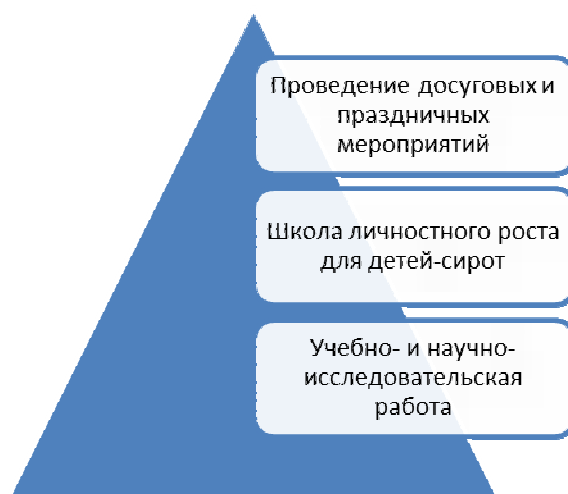 Проведение досуговых и
праздничных
мероприятий
Школа личностного роста
для детей-сирот
Учебно- и научно-
исследовательская
работа